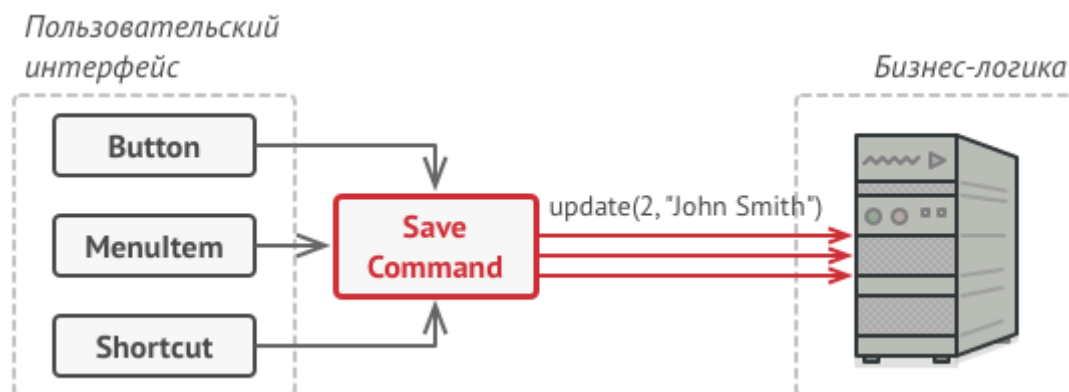 Пользовательский
интерфейс
Бизнес-логика
Button
MenuItem
Shortcut
Save
Command
update(2, "John Smith")